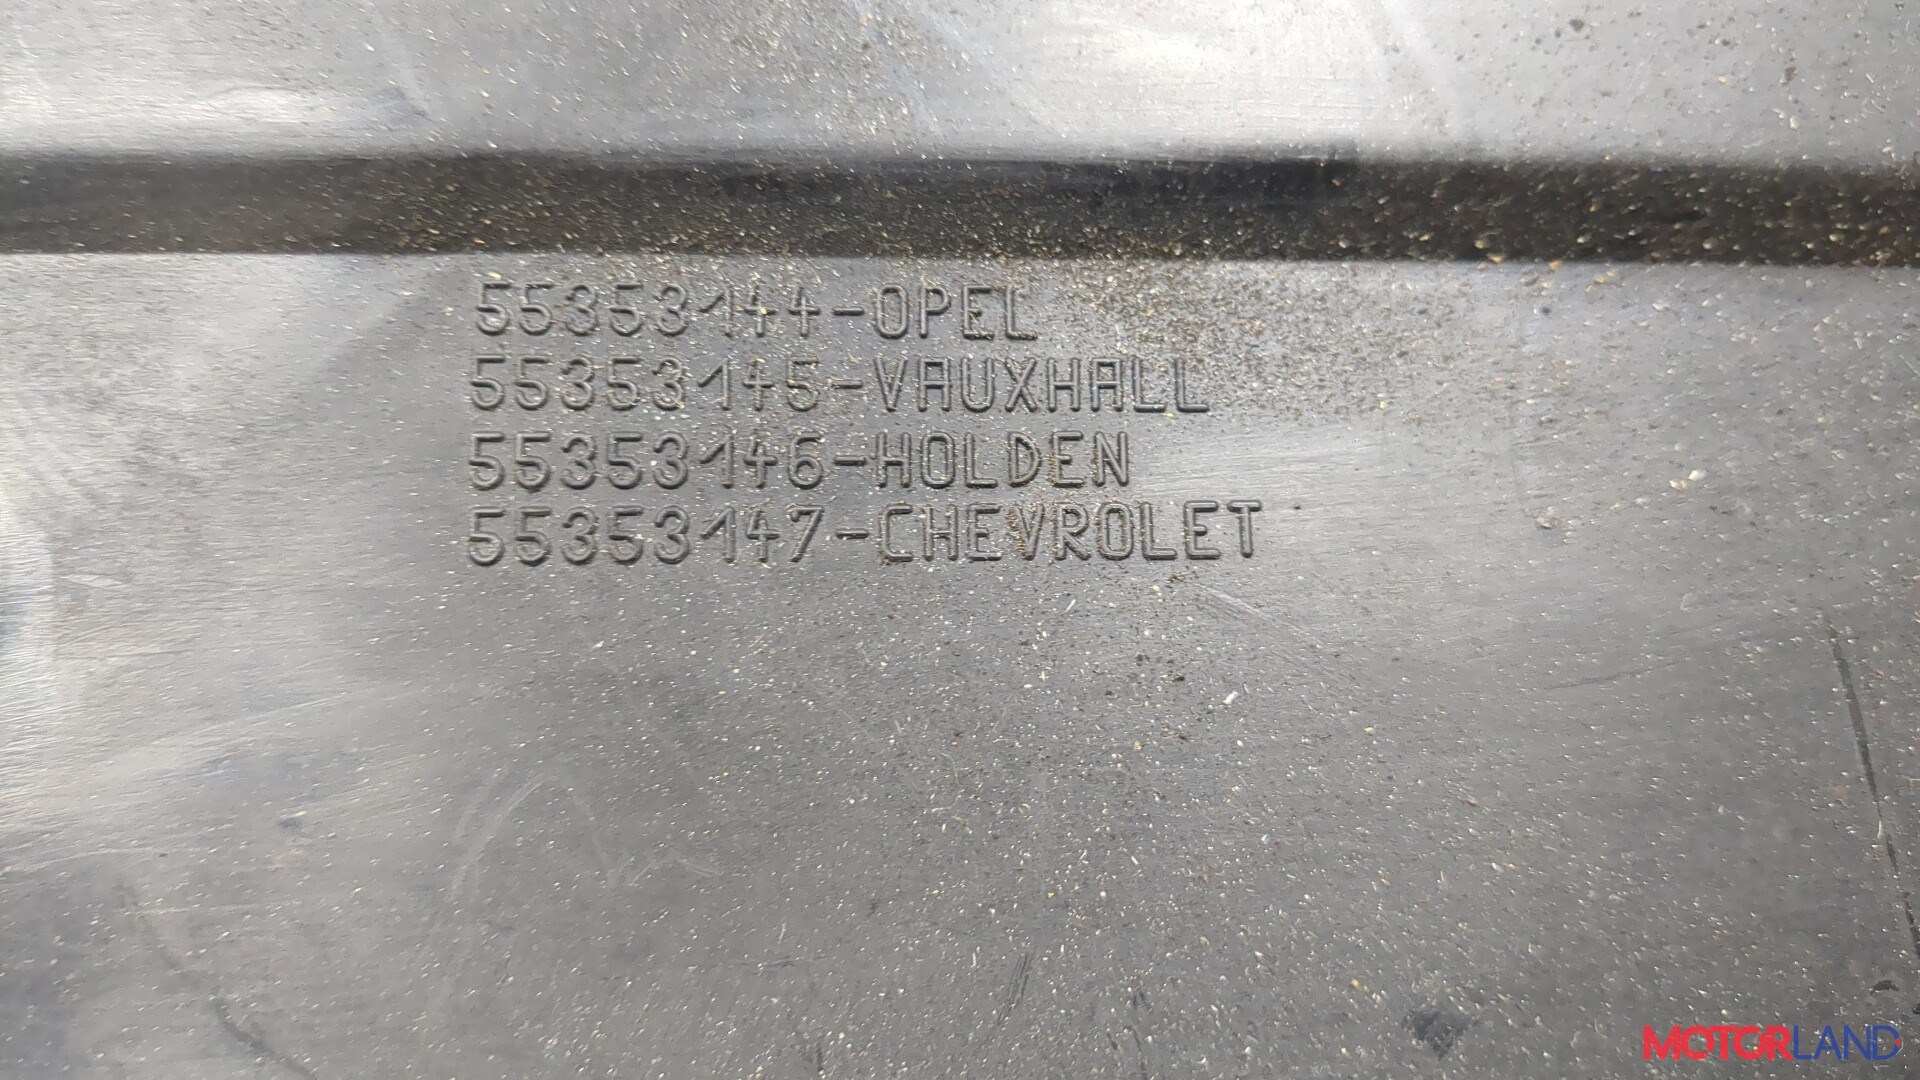 55353144-OPEL
55353145-VAUXHALL
55353146-HOLDEN
55353147-CHEVROLET
MOTORLAND